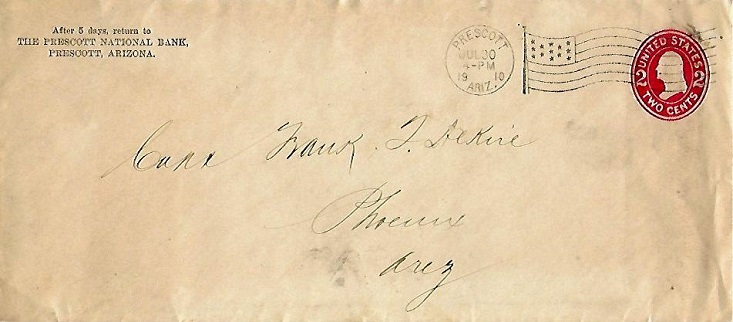 After 5 days, return to
THE PRESCOTT NATIONAL BANK,
PRESCOTT, ARIZONA.
PRESCOTT
JUL 30
4-PM
19 10
ARIZ.
UNITED STATES
2 2
TWO CENTS
Frank
Phoenix
Ariz